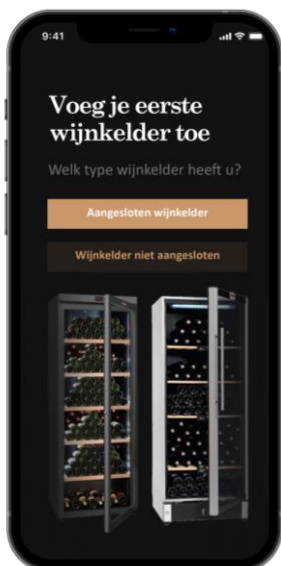 9:41
Voeg je eerste
wijnkelder toe
Welk type wijnkelder heeft u?
Aangesloten wijnkelder
Wijnkelder niet aangesloten